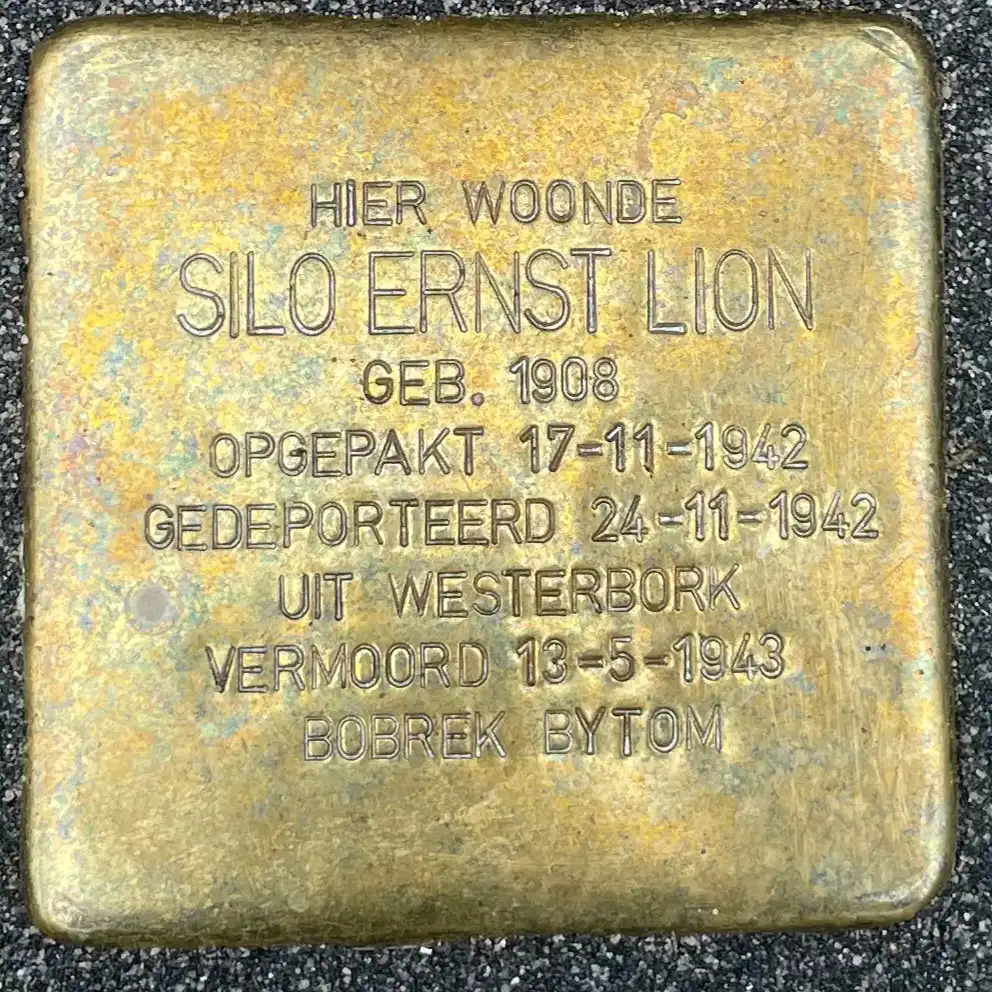 HIER WOONDE
SILO ERNST LION
GEB. 1908
OPGEPAKT 17-11-1942
GEDEPORTEERD 24-11-1942
UIT WESTERBORK
VERMOORD 13-5-1943
BOBREK BYTOM